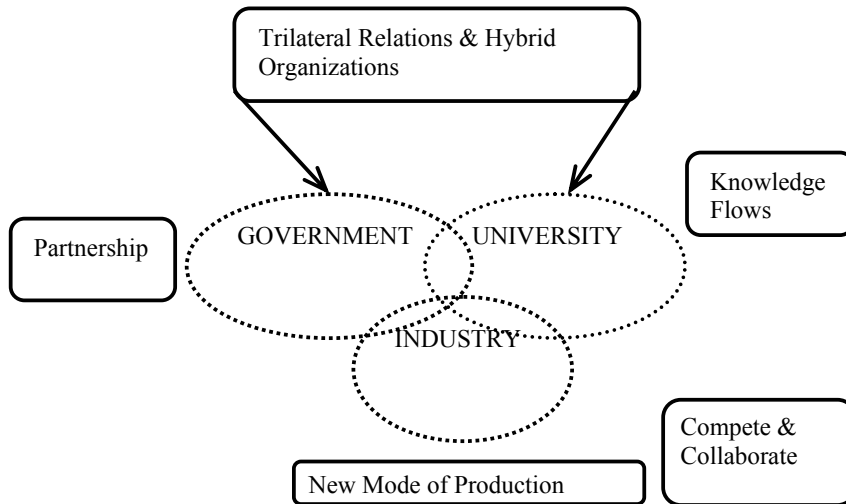 Trilateral Relations & Hybrid
Organizations
Knowledge
Flows
Partnership
GOVERNMENT
UNIVERSITY
INDUSTRY
Compete &
Collaborate
New Mode of Production